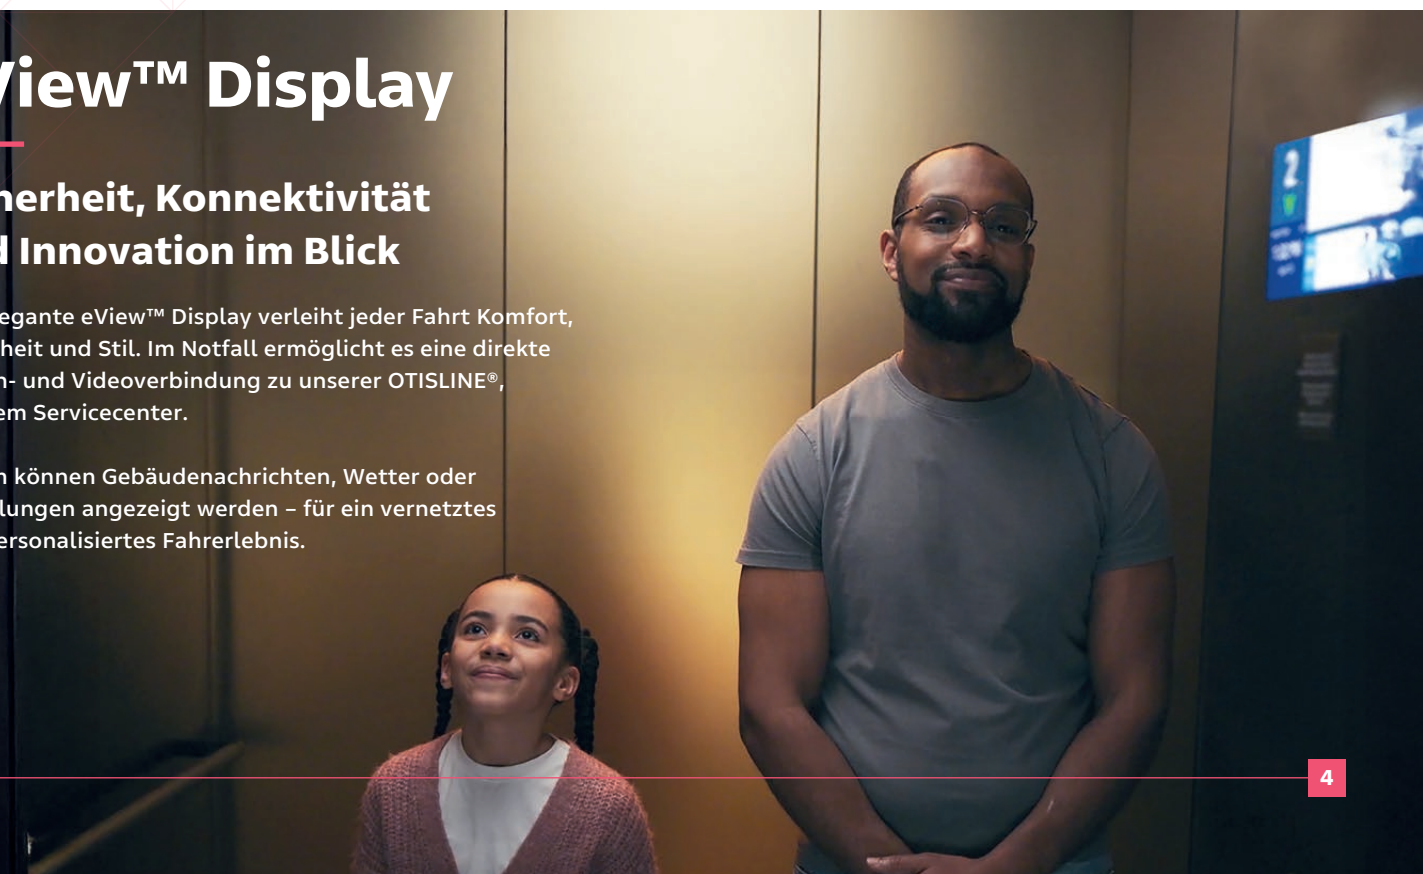 View™ Display
herheit, Konnektivität
d Innovation im Blick
egante eView™ Display verleiht jeder Fahrt Komfort,
heit und Stil. Im Notfall ermöglicht es eine direkte
n- und Videoverbindung zu unserer OTISLINE®,
em Servicecenter.
n können Gebäudenachrichten, Wetter oder
lungen angezeigt werden – für ein vernetztes
ersonalisiertes Fahrerlebnis.
2
4